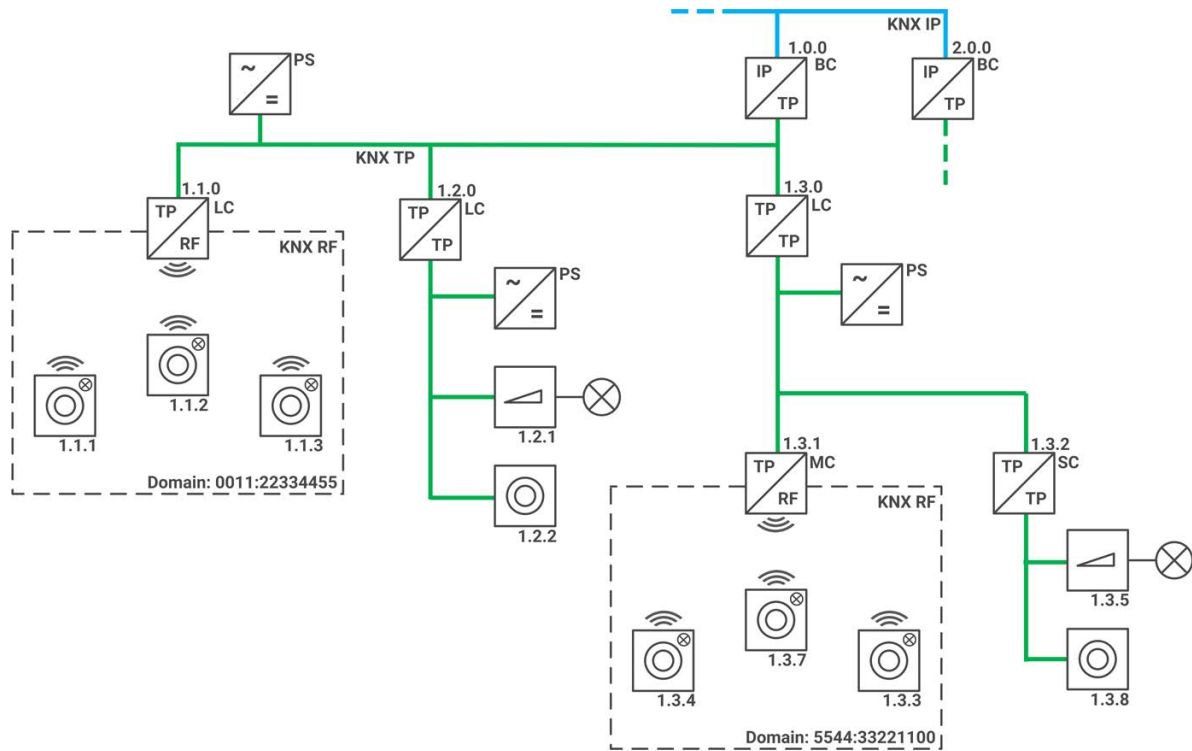 KNX IP
1.0.0
BC
IP
TP
2.0.0
BC
IP
TP
PS
~
=
KNX TP
1.1.0
LC
TP
RF
1.2.0
LC
TP
TP
1.3.0
LC
TP
TP
KNX RF
1.1.1
1.1.2
1.1.3
Domain: 0011:22334455
PS
~
=
1.2.1
1.2.2
PS
~
=
1.3.1
MC
TP
RF
1.3.2
SC
TP
TP
KNX RF
1.3.4
1.3.7
1.3.3
Domain: 5544:33221100
1.3.5
1.3.8